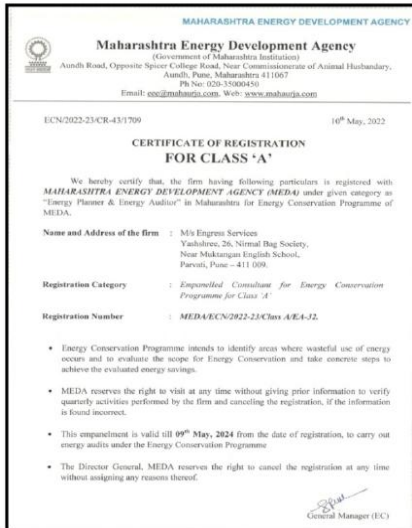 MAHARASHTRA ENERGY DEVELOPMENT AGENCY
Maharashtra Energy Development Agency
(Government of Maharashtra Institution)
Aundh Road, Opposite Spicer College Road, Near Commissionerate of Animal Husbandary,
Aundh, Pune, Maharashtra 411067
Ph No: 020-35000450
Email: eee@mahaurja.com, Web: www.mahaurja.com
ECN/2022-23/CR-43/1709
10th May, 2022
CERTIFICATE OF REGISTRATION
FOR CLASS 'A'
We hereby certify that, the firm having following particulars is registered with
MAHARASHTRA ENERGY DEVELOPMENT AGENCY (MEDA) under given category as
"Energy Planner & Energy Auditor" in Maharashtra for Energy Conservation Programme of
MEDA.
Name and Address of the firm : M/s Engress Services
Yashshree, 26, Nirmal Bag Society,
Near Muktangan English School,
Parvati, Pune – 411 009.
Registration Category : Empanelled Consultant for Energy Conservation
Programme for Class 'A'
Registration Number : MEDA/ECN/2022-23/Class A/EA-32.
• Energy Conservation Programme intends to identify areas where wasteful use of energy
occurs and to evaluate the scope for Energy Conservation and take concrete steps to
achieve the evaluated energy savings.
• MEDA reserves the right to visit at any time without giving prior information to verify
quarterly activities performed by the firm and canceling the registration, if the information
is found incorrect.
• This empanelment is valid till 09th May, 2024 from the date of registration, to carry out
energy audits under the Energy Conservation Programme
• The Director General, MEDA reserves the right to cancel the registration at any time
without assigning any reasons thereof.
General Manager (EC)